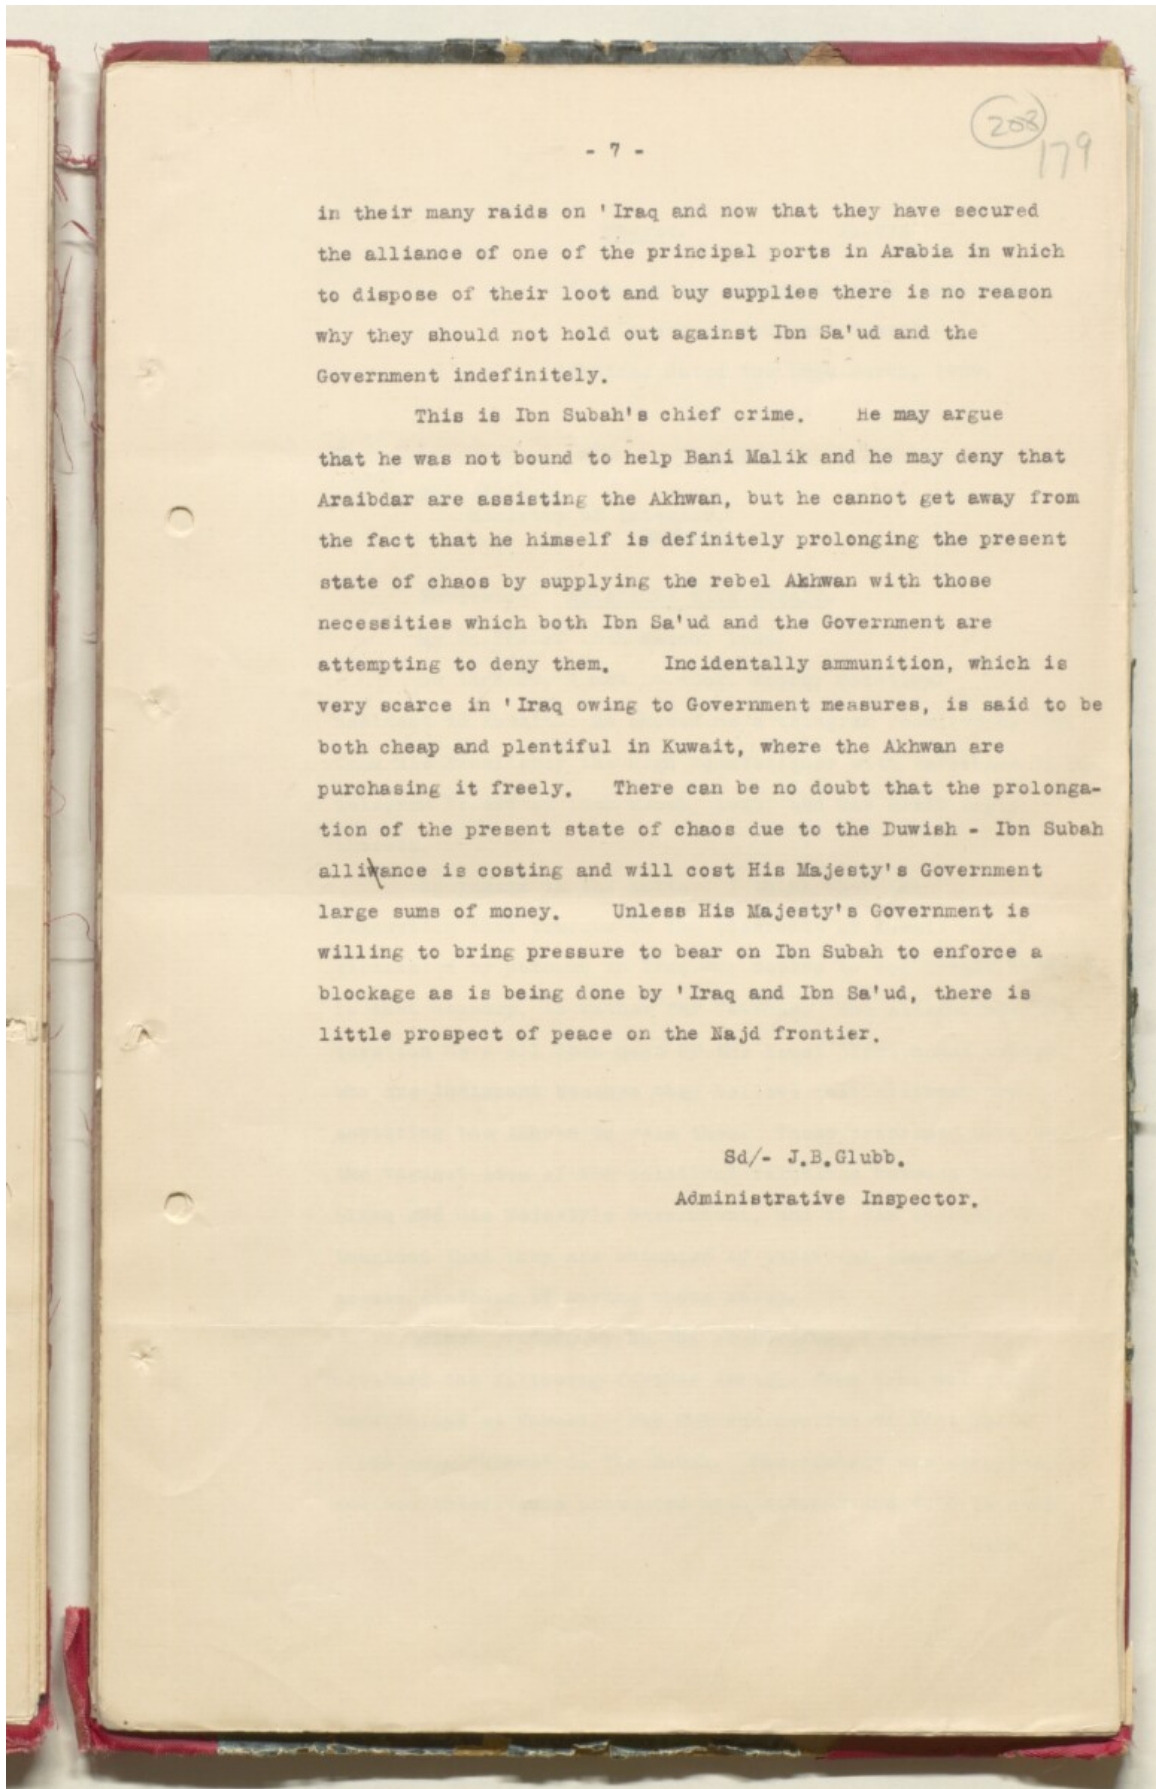 - 7 -
208
179
in their many raids on 'Iraq and now that they have secured
the alliance of one of the principal ports in Arabia in which
to dispose of their loot and buy supplies there is no reason
why they should not hold out against Ibn Sa'ud and the
Government indefinitely.
This is Ibn Subah's chief crime. He may argue
that he was not bound to help Bani Malik and he may deny that
Araibdar are assisting the Akhwan, but he cannot get away from
the fact that he himself is definitely prolonging the present
state of chaos by supplying the rebel Akhwan with those
necessities which both Ibn Sa'ud and the Government are
attempting to deny them. Incidentally ammunition, which is
very scarce in 'Iraq owing to Government measures, is said to be
both cheap and plentiful in Kuwait, where the Akhwan are
purchasing it freely. There can be no doubt that the prolonga-
tion of the present state of chaos due to the Duwish - Ibn Subah
alliance is costing and will cost His Majesty's Government
large sums of money. Unless His Majesty's Government is
willing to bring pressure to bear on Ibn Subah to enforce a
blockage as is being done by 'Iraq and Ibn Sa'ud, there is
little prospect of peace on the Najd frontier.
Sd/- J.B.Glubb.
Administrative Inspector.